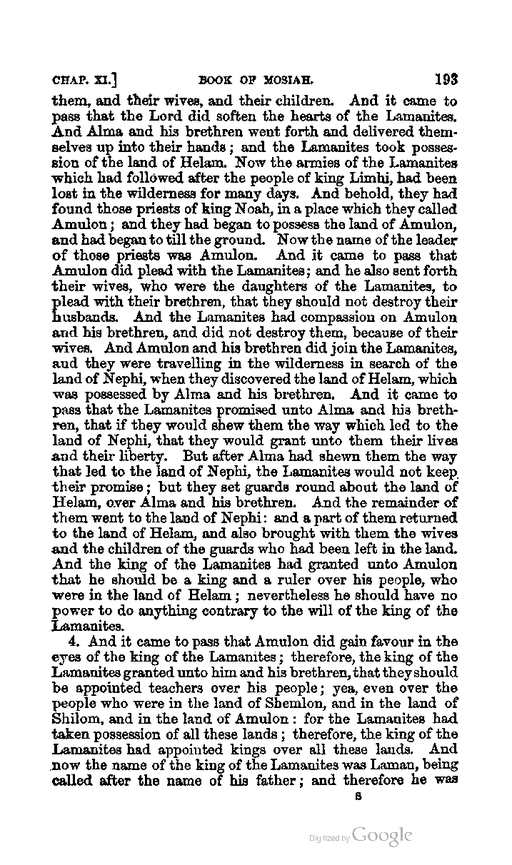 CHAP. XI.] BOOK OF MOSIAH. 193
them, and their wives, and their children. And it came to
pass that the Lord did soften the hearts of the Lamanites.
And Alma and his brethren went forth and delivered them-
selves up into their hands; and the Lamanites took posses-
sion of the land of Helam. Now the armies of the Lamanites
which had followed after the people of king Limhi, had been
lost in the wilderness for many days. And behold, they had
found those priests of king Noah, in a place which they called
Amulon; and they had began to possess the land of Amulon,
and had began to till the ground. Now the name of the leader
of those priests was Amulon. And it came to pass that
Amulon did plead with the Lamanites; and he also sent forth
their wives, who were the daughters of the Lamanites, to
plead with their brethren, that they should not destroy their
husbands. And the Lamanites had compassion on Amulon
and his brethren, and did not destroy them, because of their
wives. And Amulon and his brethren did join the Lamanites,
and they were travelling in the wilderness in search of the
land of Nephi, when they discovered the land of Helam, which
was possessed by Alma and his brethren. And it came to
pass that the Lamanites promised unto Alma and his breth-
ren, that if they would shew them the way which led to the
land of Nephi, that they would grant unto them their lives
and their liberty. But after Alma had shewn them the way
that led to the land of Nephi, the Lamanites would not keep
their promise; but they set guards round about the land of
Helam, over Alma and his brethren. And the remainder of
them went to the land of Nephi: and a part of them returned
to the land of Helam, and also brought with them the wives
and the children of the guards who had been left in the land.
And the king of the Lamanites had granted unto Amulon
that he should be a king and a ruler over his people, who
were in the land of Helam; nevertheless he should have no
power to do anything contrary to the will of the king of the
Lamanites.
4. And it came to pass that Amulon did gain favour in the
eyes of the king of the Lamanites; therefore, the king of the
Lamanites granted unto him and his brethren, that they should
be appointed teachers over his people; yea, even over the
people who were in the land of Shemlon, and in the land of
Shilom, and in the land of Amulon: for the Lamanites had
taken possession of all these lands; therefore, the king of the
Lamanites had appointed kings over all these lands. And
now the name of the king of the Lamanites was Laman, being
called after the name of his father; and therefore he was
S
Digitized by Google